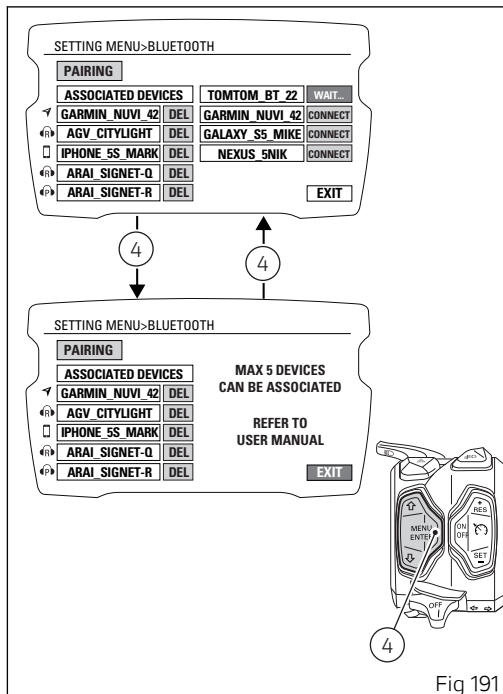 SETTING MENU>BLUETOOTH
PAIRING
ASSOCIATED DEVICES TOMTOM_BT_22 WAIT...
GARMIN_NUVI_42 DEL GARMIN_NUVI_42 CONNECT
R AGV_CITYLIGHT DEL GALAXY_S5_MIKE CONNECT
IPHONE_5S_MARK DEL NEXUS_5NIK CONNECT
R ARAI_SIGNET-Q DEL
P ARAI_SIGNET-R DEL EXIT
4 4
SETTING MENU>BLUETOOTH
PAIRING
ASSOCIATED DEVICES
GARMIN_NUVI_42 DEL
R AGV_CITYLIGHT DEL
IPHONE_5S_MARK DEL
R ARAI_SIGNET-Q DEL
P ARAI_SIGNET-R DEL
MAX 5 DEVICES
CAN BE ASSOCIATED
REFER TO
USER MANUAL
EXIT
MENU
ENTER
+
RES
ON
OFF
SET
-
OFF
4
Fig 191